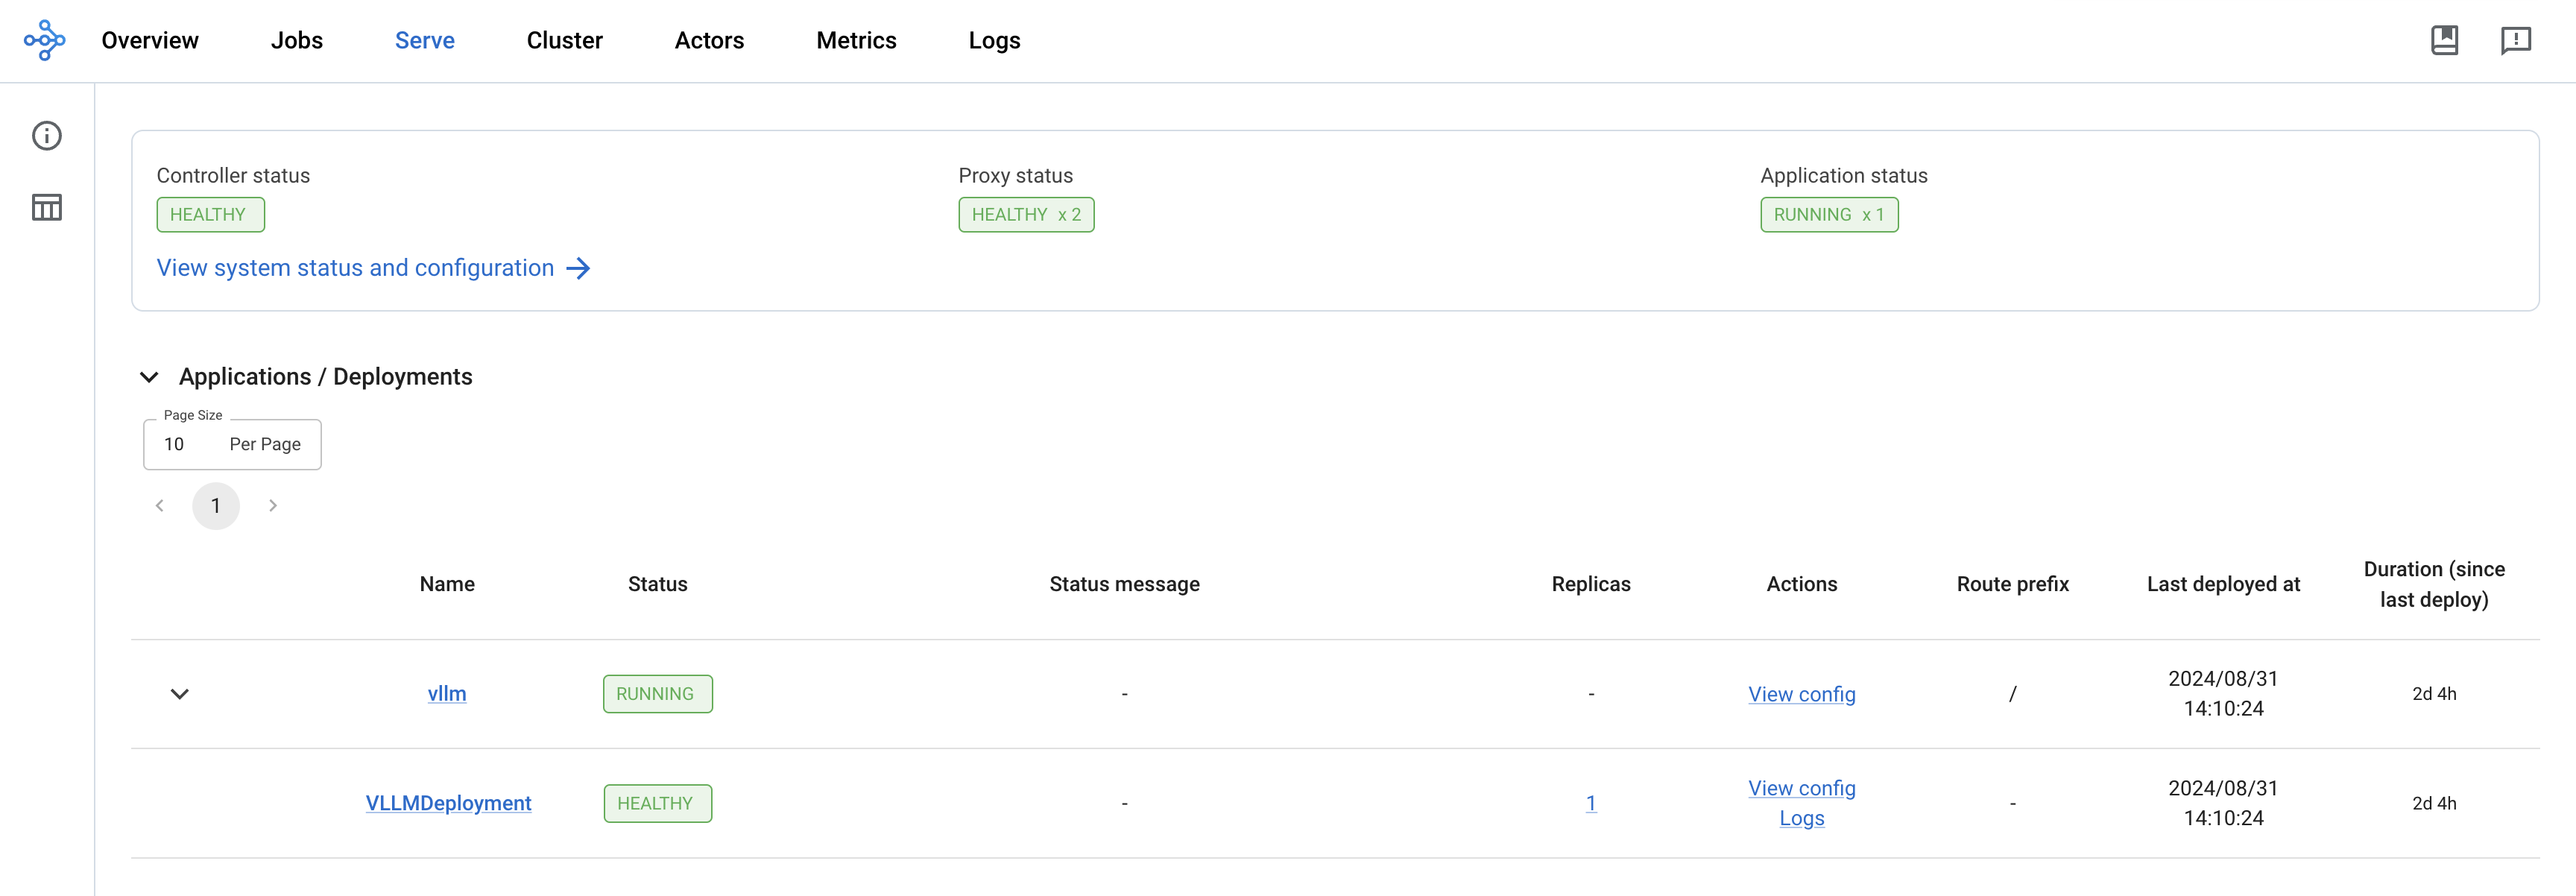 Overview Jobs Serve Cluster Actors Metrics Logs
Controller status Proxy status Application status
HEALTHY HEALTHY x 2 RUNNING x 1
View system status and configuration
Applications / Deployments
Page Size
10 Per Page
1
Name Status Status message Replicas Actions Route prefix Last deployed at Duration (since last deploy)
vllm RUNNING - - View config / 2024/08/31 14:10:24 2d 4h
VLLMDeployment HEALTHY - 1 View config Logs - 2024/08/31 14:10:24 2d 4h